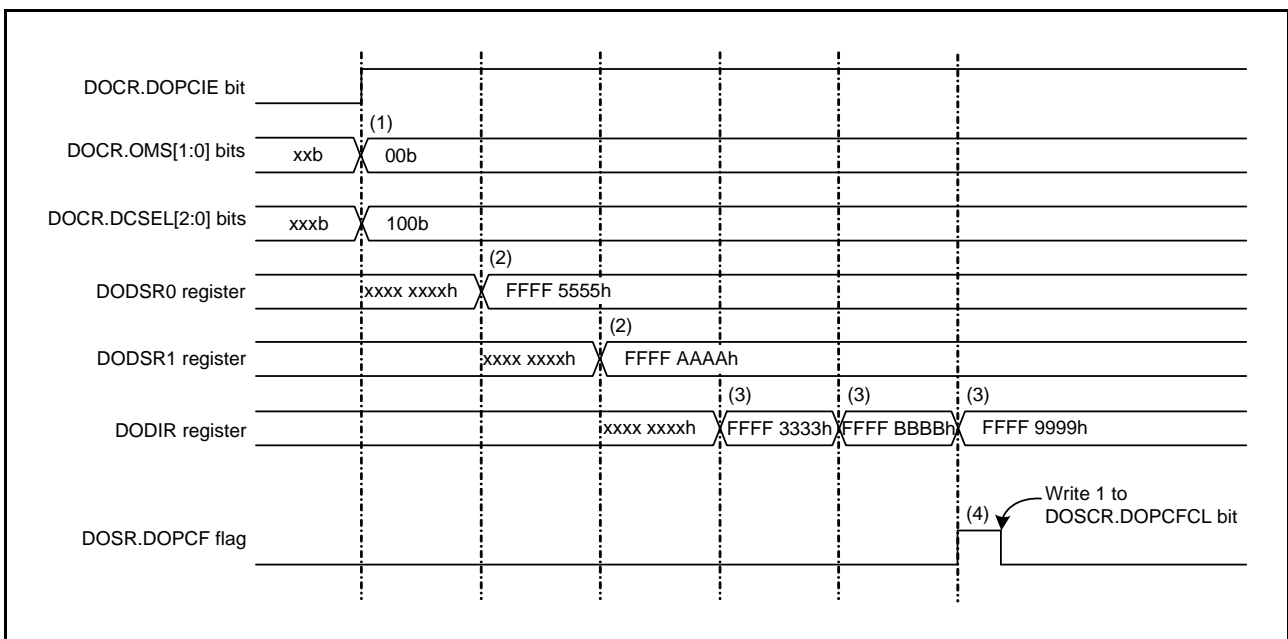 DOCR.DOPCIE bit
(1)
DOCR.OMS[1:0] bits xxb 00b
DOCR.DCSEL[2:0] bits xxxb 100b
(2)
DODSR0 register xxxx xxxxh FFFF 5555h
(2)
DODSR1 register xxxx xxxxh FFFF AAAAh
(3) (3) (3)
DODIR register xxxx xxxxh FFFF 3333h FFFF BBBBh FFFF 9999h
Write 1 to
(4) DOSCR.DOPCFCL bit
DOSR.DOPCF flag